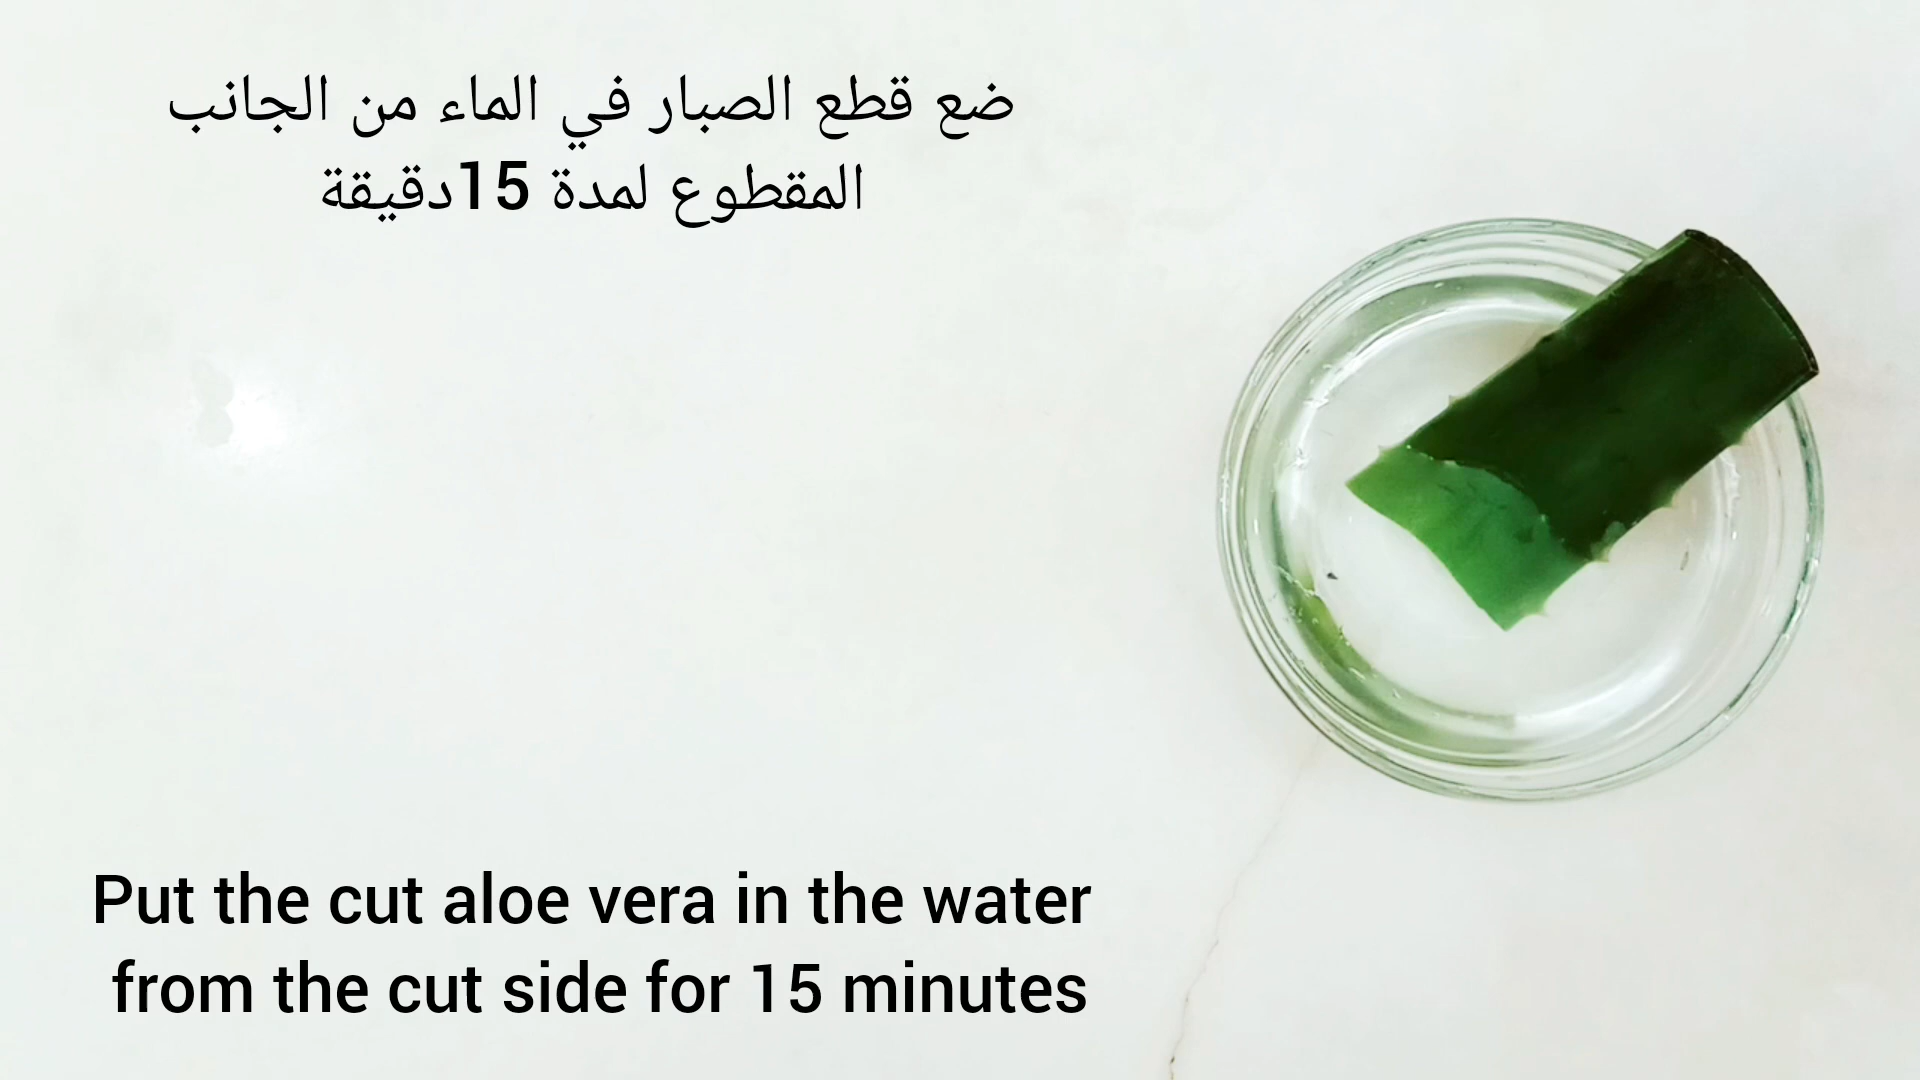 ضع قطع الصبار في الماء من الجانب
المقطوع لمدة 15دقيقة
Put the cut aloe vera in the water
from the cut side for 15 minutes